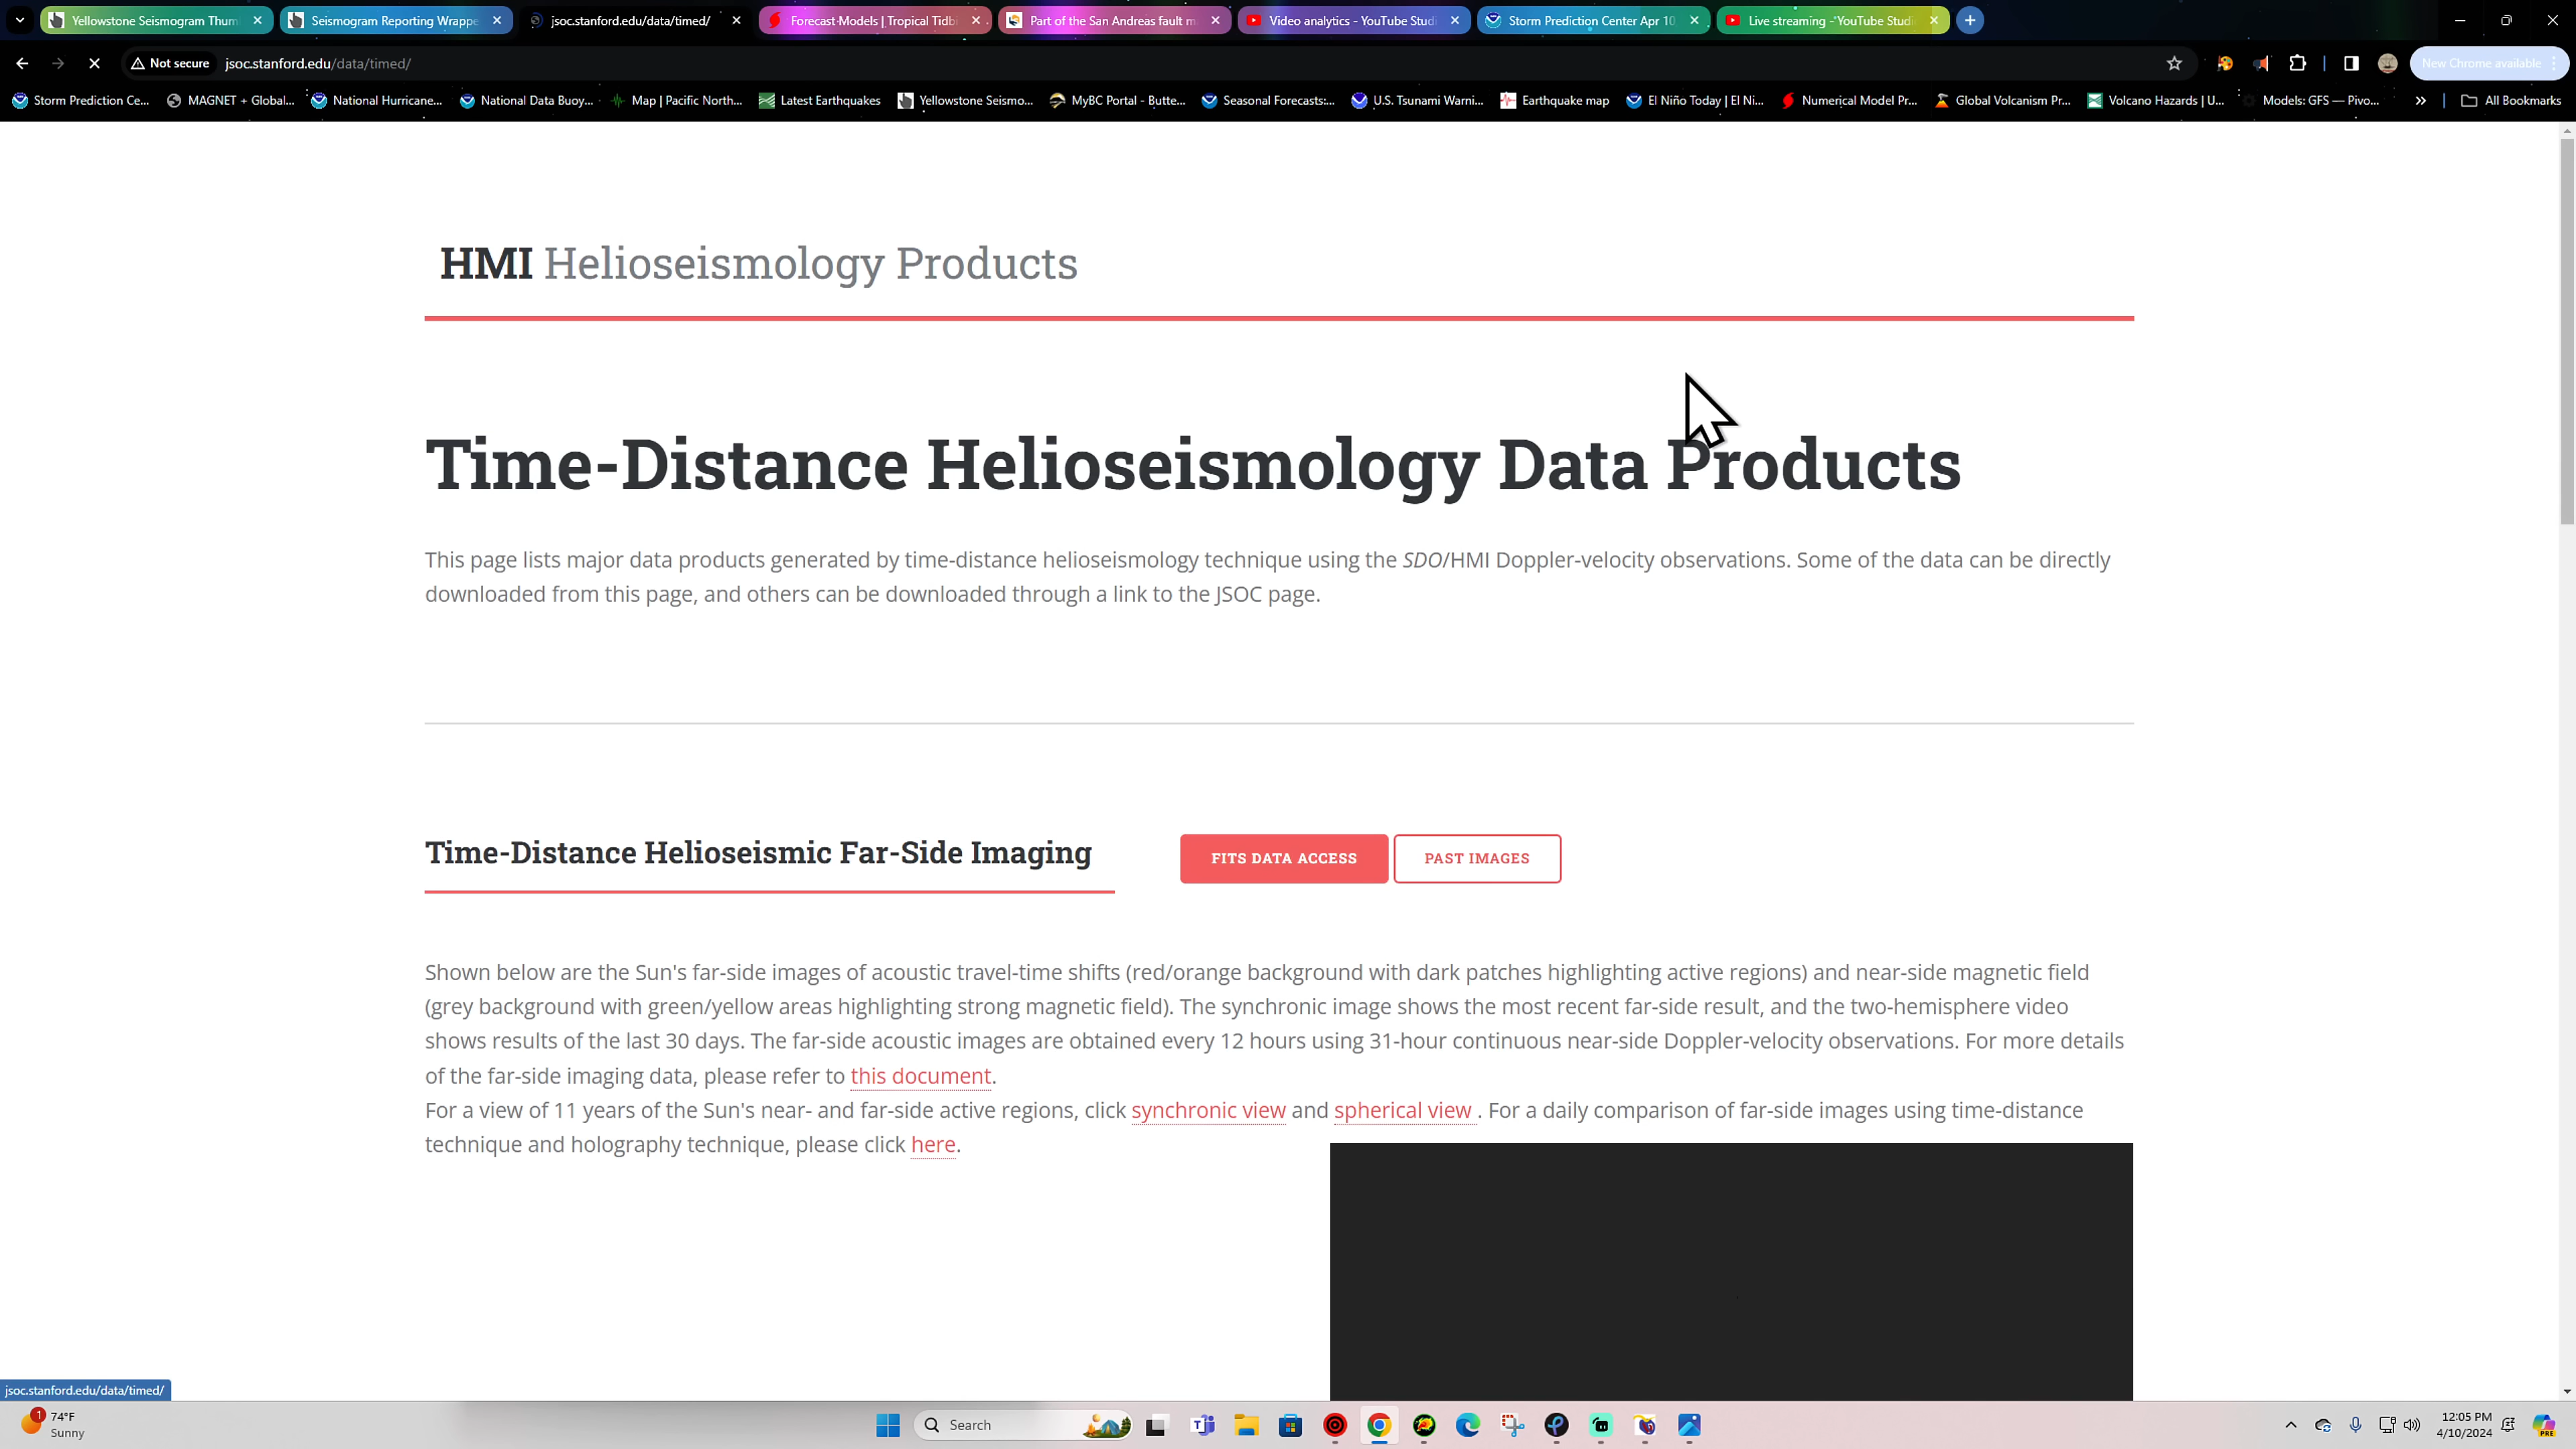 Yellowstone Seismogram Thum
Seismogram Reporting Wrappe
jsoc.stanford.edu/data/timed/
Forecast Models | Tropical Tidbi
Part of the San Andreas fault m
Video analytics - YouTube Studi
Storm Prediction Center Apr 10
Live streaming - YouTube Studi
Not secure
jsoc.stanford.edu/data/timed/
New Chrome available
Storm Prediction Ce...
MAGNET + Global...
National Hurricane...
National Data Buoy...
Map | Pacific North...
Latest Earthquakes
Yellowstone Seismo...
MyBC Portal - Butte...
Seasonal Forecasts:...
U.S. Tsunami Warni...
Earthquake map
El Niño Today | El Ni...
Numerical Model Pr...
Global Volcanism Pr...
Volcano Hazards | U...
Models: GFS — Pivo...
All Bookmarks
HMI Helioseismology Products
Time-Distance Helioseismology Data Products
This page lists major data products generated by time-distance helioseismology technique using the SDO/HMI Doppler-velocity observations. Some of the data can be directly
downloaded from this page, and others can be downloaded through a link to the JSOC page.
Time-Distance Helioseismic Far-Side Imaging
FITS DATA ACCESS
PAST IMAGES
Shown below are the Sun's far-side images of acoustic travel-time shifts (red/orange background with dark patches highlighting active regions) and near-side magnetic field
(grey background with green/yellow areas highlighting strong magnetic field). The synchronic image shows the most recent far-side result, and the two-hemisphere video
shows results of the last 30 days. The far-side acoustic images are obtained every 12 hours using 31-hour continuous near-side Doppler-velocity observations. For more details
of the far-side imaging data, please refer to this document.
For a view of 11 years of the Sun's near- and far-side active regions, click synchronic view and spherical view . For a daily comparison of far-side images using time-distance
technique and holography technique, please click here.
jsoc.stanford.edu/data/timed/
1
74°F
Sunny
Search
12:05 PM
4/10/2024
PRE